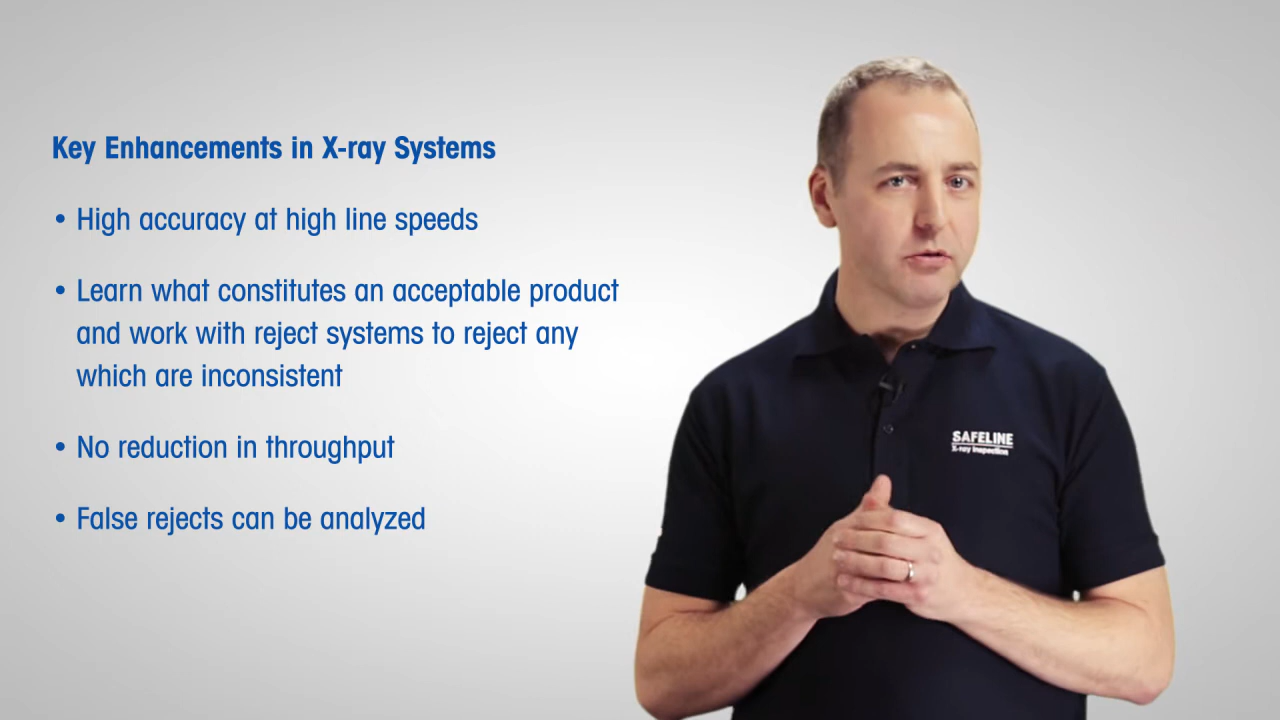 Key Enhancements in X-ray Systems
• High accuracy at high line speeds
• Learn what constitutes an acceptable product
and work with reject systems to reject any
which are inconsistent
• No reduction in throughput
• False rejects can be analyzed
SAFELINE
X-ray Inspection